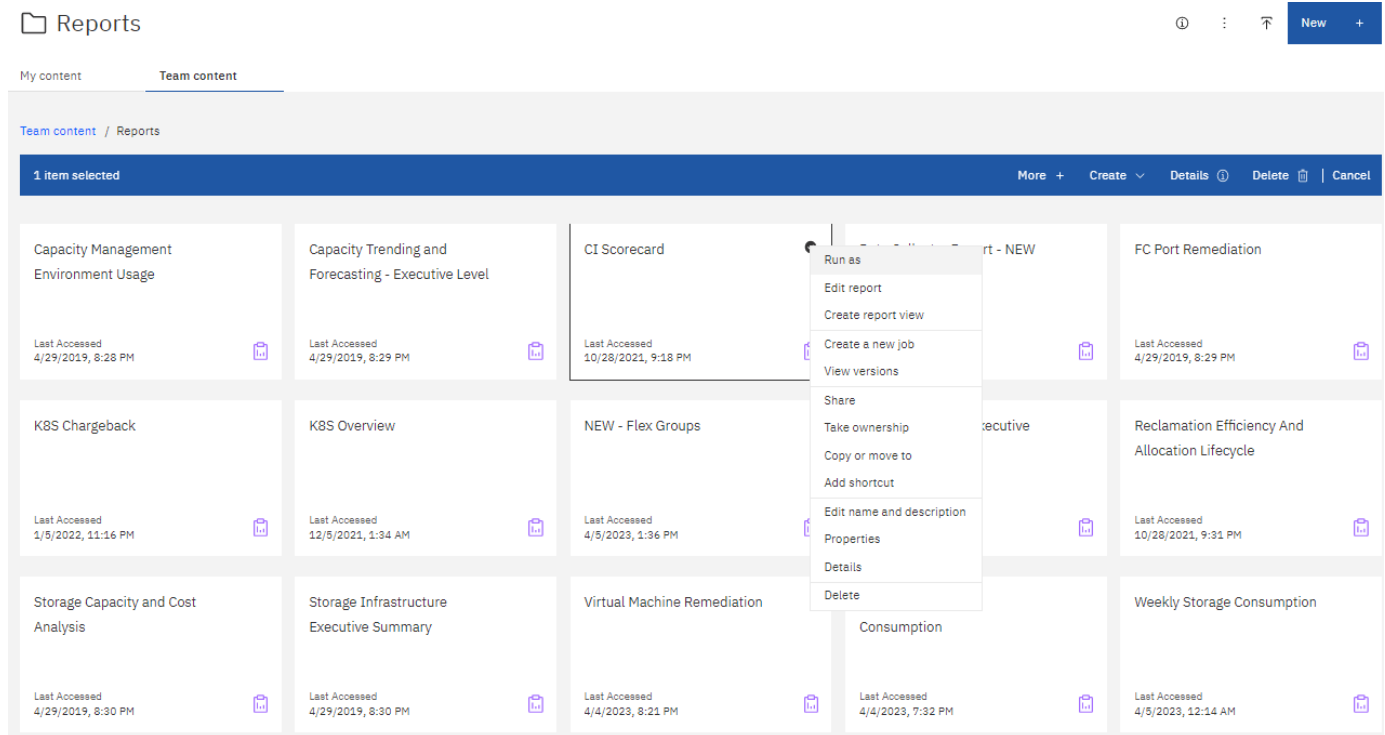 Reports
New +
My content
Team content
Team content / Reports
1 item selected
More +
Create
Details
Delete
Cancel
Capacity Management
Environment Usage
Last Accessed
4/29/2019, 8:28 PM
Capacity Trending and
Forecasting - Executive Level
Last Accessed
4/29/2019, 8:29 PM
CI Scorecard
Last Accessed
10/28/2021, 9:18 PM
rt - NEW
FC Port Remediation
Last Accessed
4/29/2019, 8:29 PM
Run as
Edit report
Create report view
Create a new job
View versions
Share
Take ownership
Copy or move to
Add shortcut
Edit name and description
Properties
Details
Delete
K8S Chargeback
Last Accessed
1/5/2022, 11:16 PM
K8S Overview
Last Accessed
12/5/2021, 1:34 AM
NEW - Flex Groups
Last Accessed
4/5/2023, 1:36 PM
ecutive
Reclamation Efficiency And
Allocation Lifecycle
Last Accessed
10/28/2021, 9:31 PM
Storage Capacity and Cost
Analysis
Last Accessed
4/29/2019, 8:30 PM
Storage Infrastructure
Executive Summary
Last Accessed
4/29/2019, 8:30 PM
Virtual Machine Remediation
Last Accessed
4/4/2023, 8:21 PM
Consumption
Last Accessed
4/4/2023, 7:32 PM
Weekly Storage Consumption
Last Accessed
4/5/2023, 12:14 AM